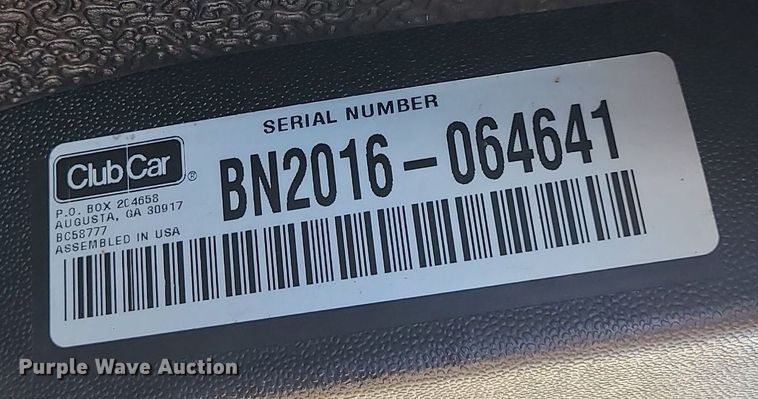 SERIAL NUMBER
Club Car ®
BN2016-064641
P.O. BOX 204658
AUGUSTA, GA 30917
BC58777
ASSEMBLED IN USA
Purple Wave Auction